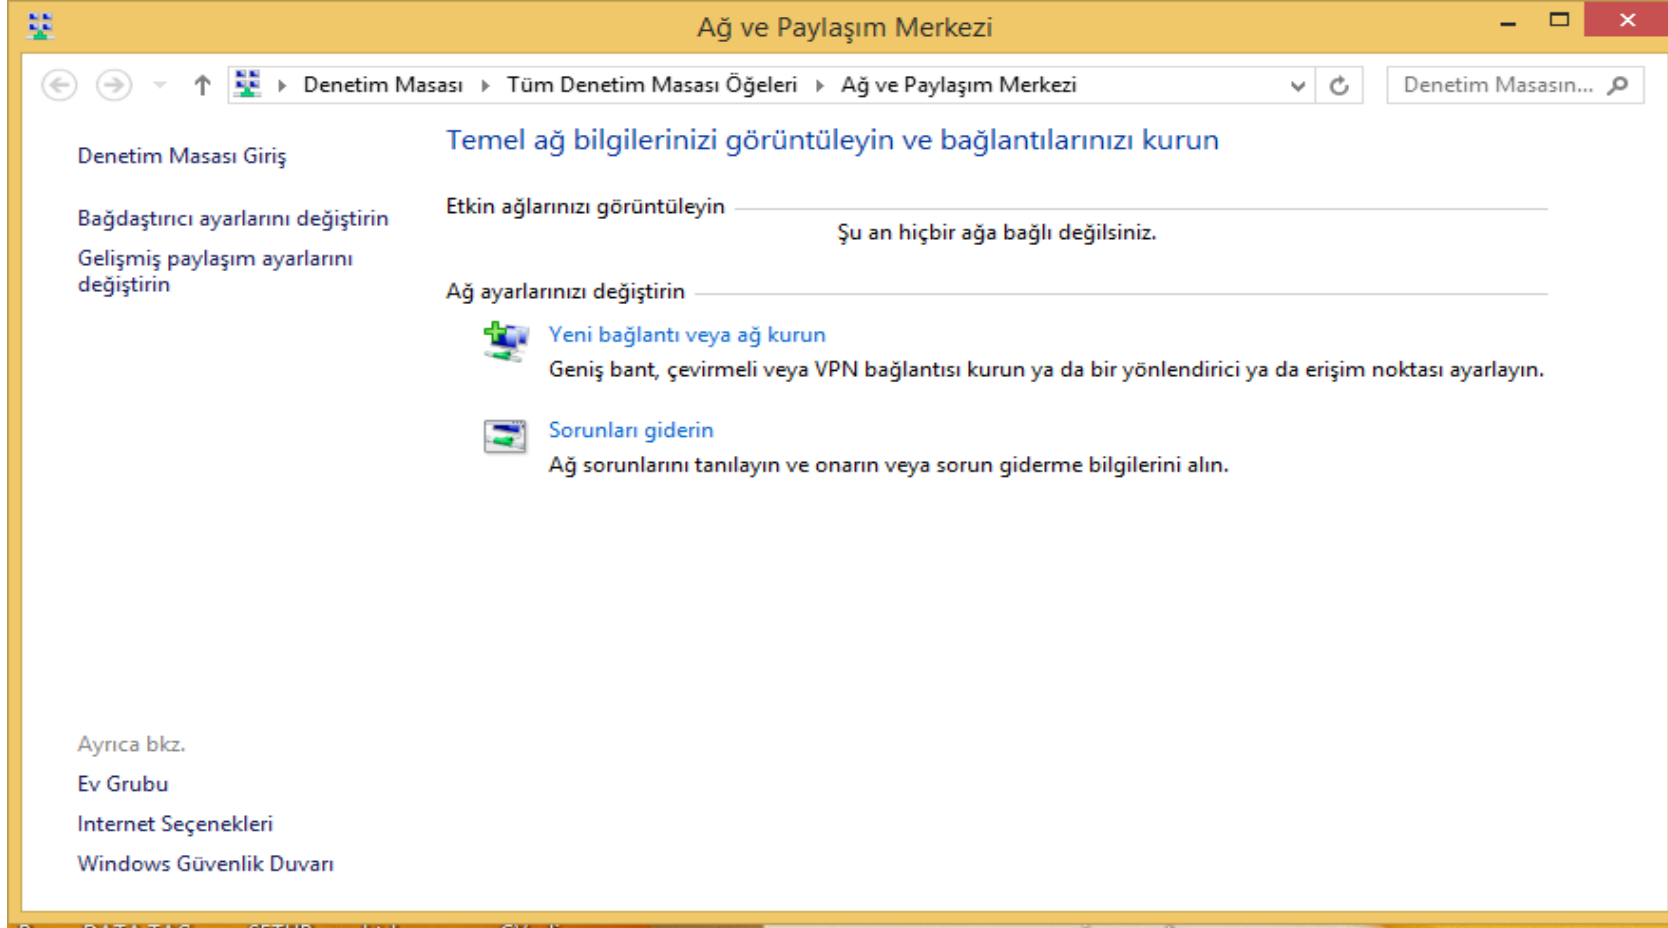 Ağ ve Paylaşım Merkezi
Denetim Masası Tüm Denetim Masası Öğeleri Ağ ve Paylaşım Merkezi
Denetim Masasın...
Denetim Masası Giriş
Bağdaştırıcı ayarlarını değiştirin
Gelişmiş paylaşım ayarlarını
değiştirin
Temel ağ bilgilerinizi görüntüleyin ve bağlantılarınızı kurun
Etkin ağlarınızı görüntüleyin
Şu an hiçbir ağa bağlı değilsiniz.
Ağ ayarlarınızı değiştirin
Yeni bağlantı veya ağ kurun
Geniş bant, çevirmeli veya VPN bağlantısı kurun ya da bir yönlendirici ya da erişim noktası ayarlayın.
Sorunları giderin
Ağ sorunlarını tanılayın ve onarın veya sorun giderme bilgilerini alın.
Ayrıca bkz.
Ev Grubu
Internet Seçenekleri
Windows Güvenlik Duvarı